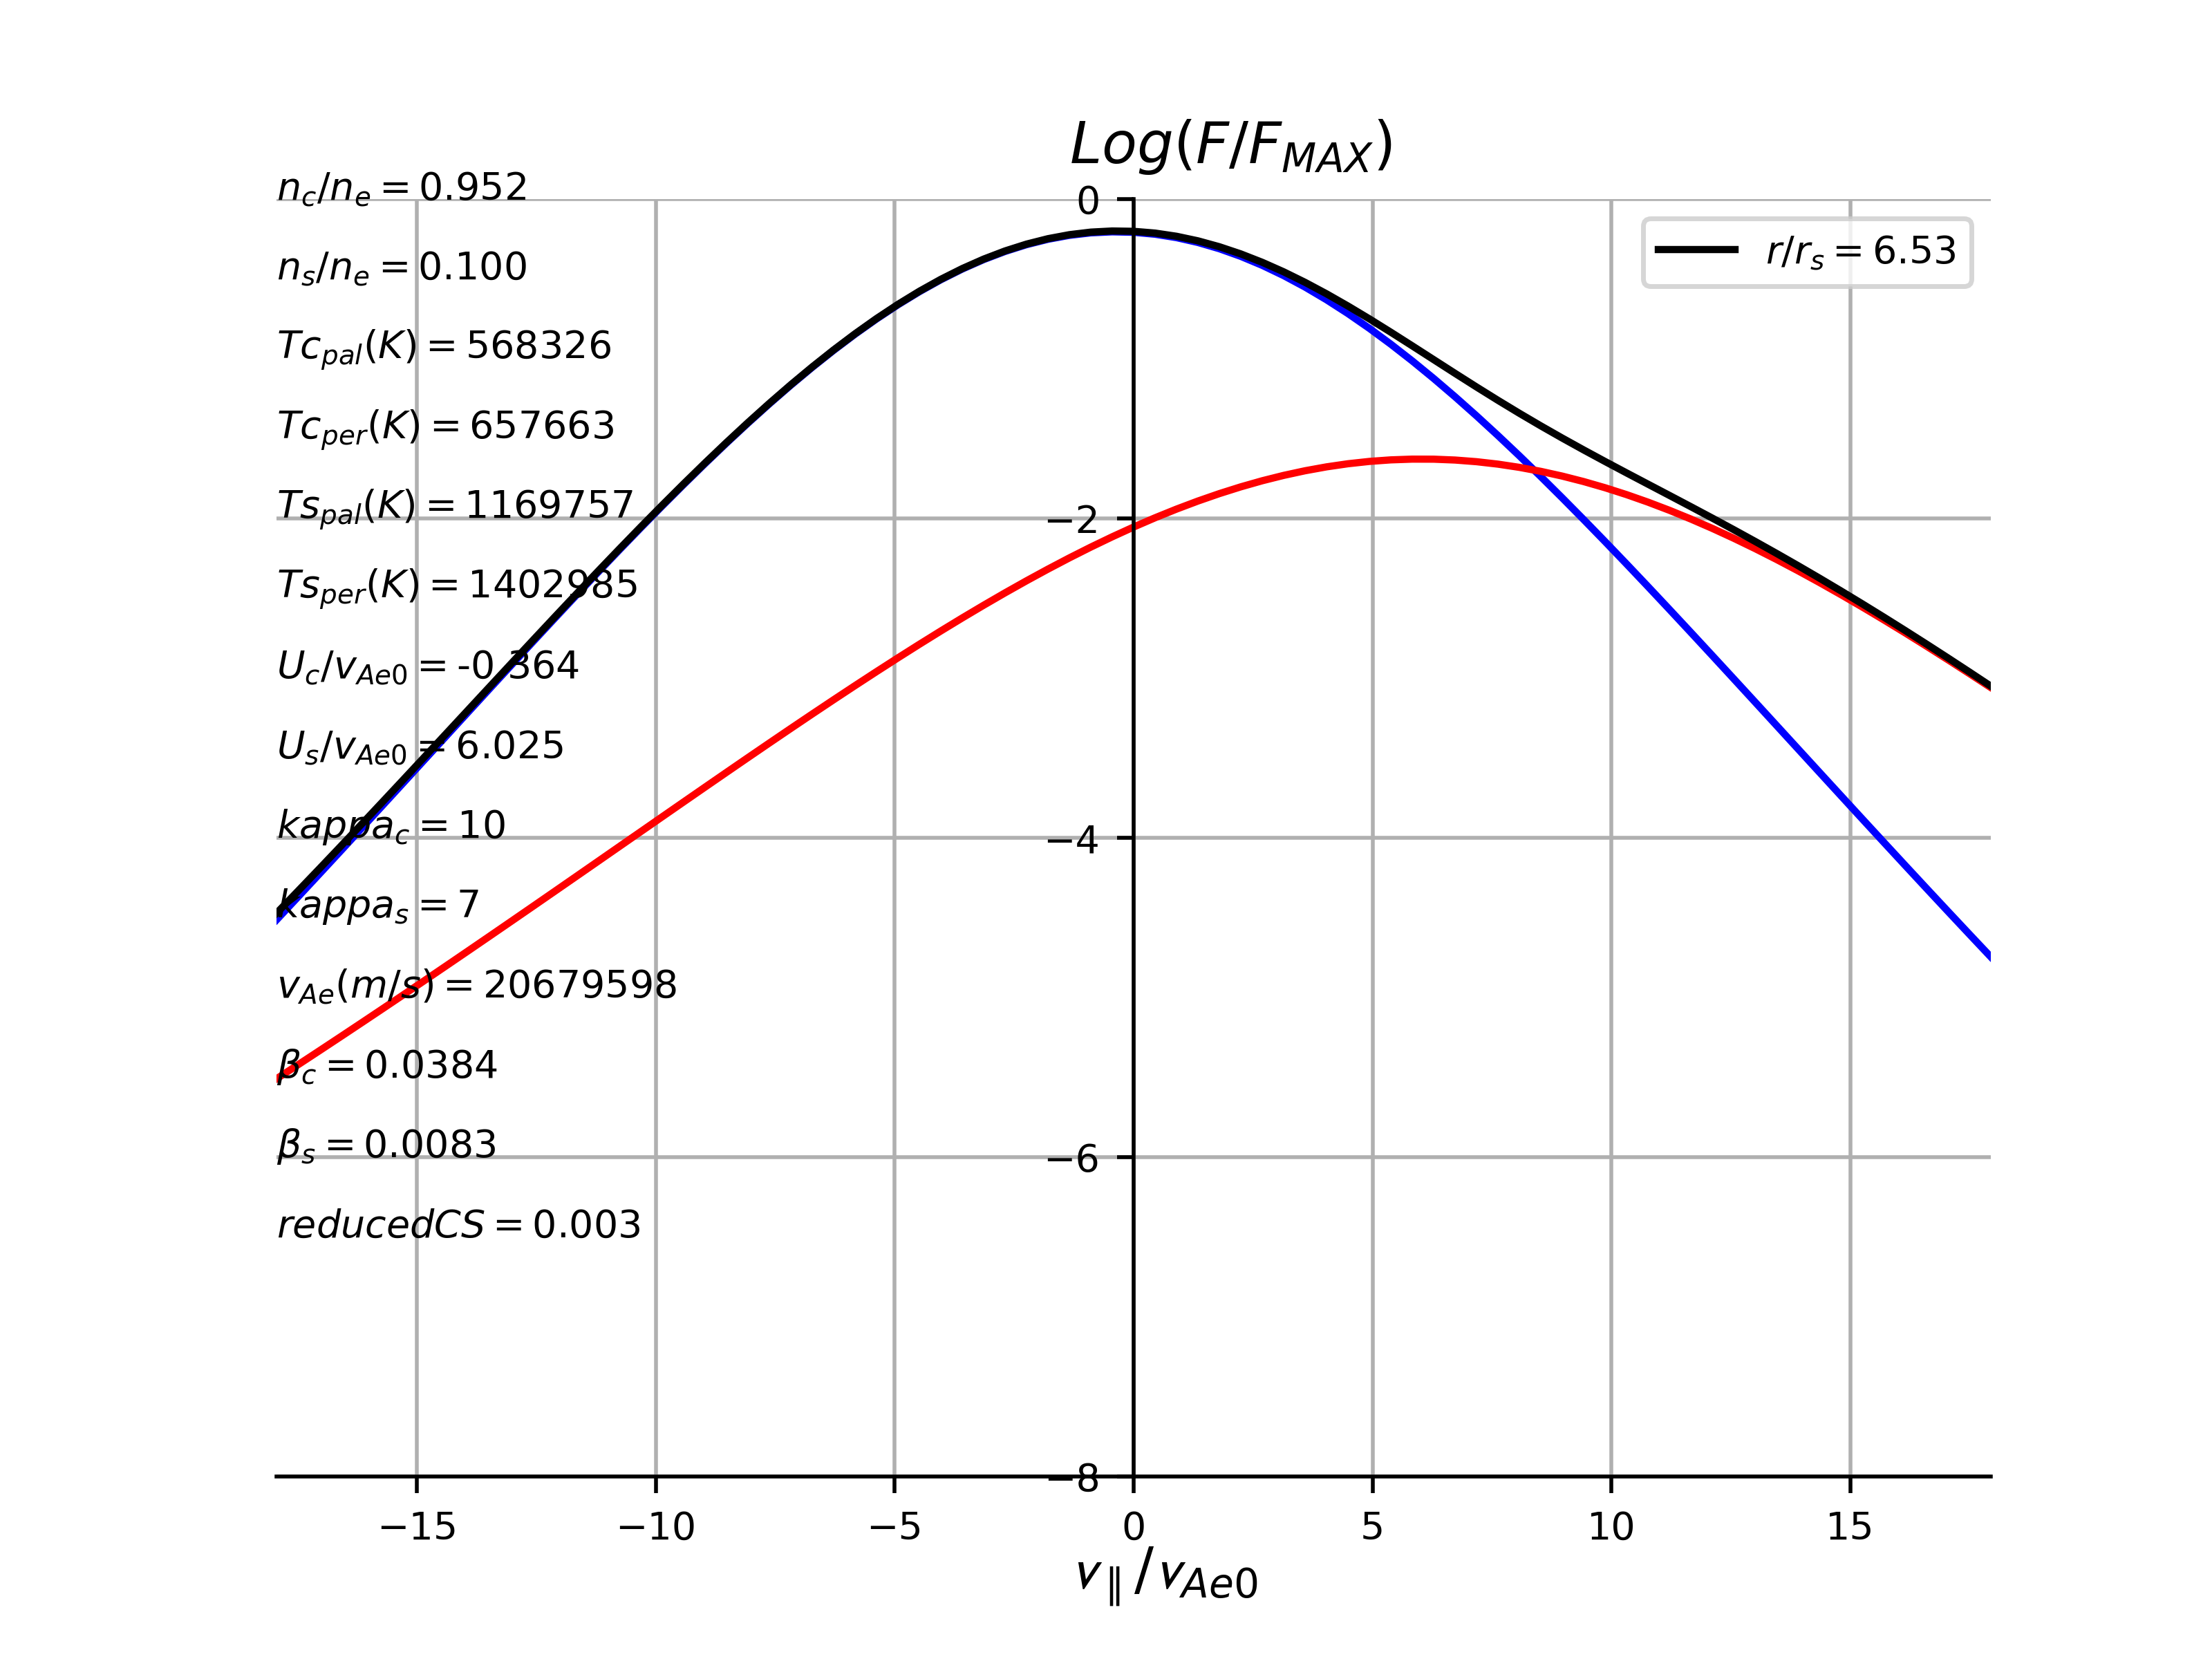 Log(F/F_MAX)
n_c/n_e = 0.952
n_s/n_e = 0.100
Tc_pal(K) = 568326
Tc_per(K) = 657663
Ts_pal(K) = 1169757
Ts_per(K) = 1402985
U_c/v_Ae0 = -0.364
U_s/v_Ae0 = 6.025
kappa_c = 10
kappa_s = 7
v_Ae(m/s) = 20679598
β_c = 0.0384
β_s = 0.0083
reducedCS = 0.003
r/r_s = 6.53
0
−2
−4
−6
−8
−15 −10 −5 0 5 10 15
v_∥/v_Ae0